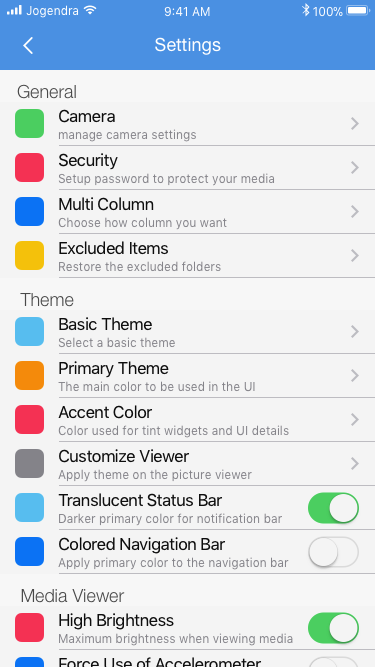 Jogendra 9:41 AM 100%
Settings
General
Camera
manage camera settings
Security
Setup password to protect your media
Multi Column
Choose how column you want
Excluded Items
Restore the excluded folders
Theme
Basic Theme
Select a basic theme
Primary Theme
The main color to be used in the UI
Accent Color
Color used for tint widgets and UI details
Customize Viewer
Apply theme on the picture viewer
Translucent Status Bar
Darker primary color for notification bar
Colored Navigation Bar
Apply primary color to the navigation bar
Media Viewer
High Brightness
Maximum brightness when viewing media
Force Use of Accelerometer